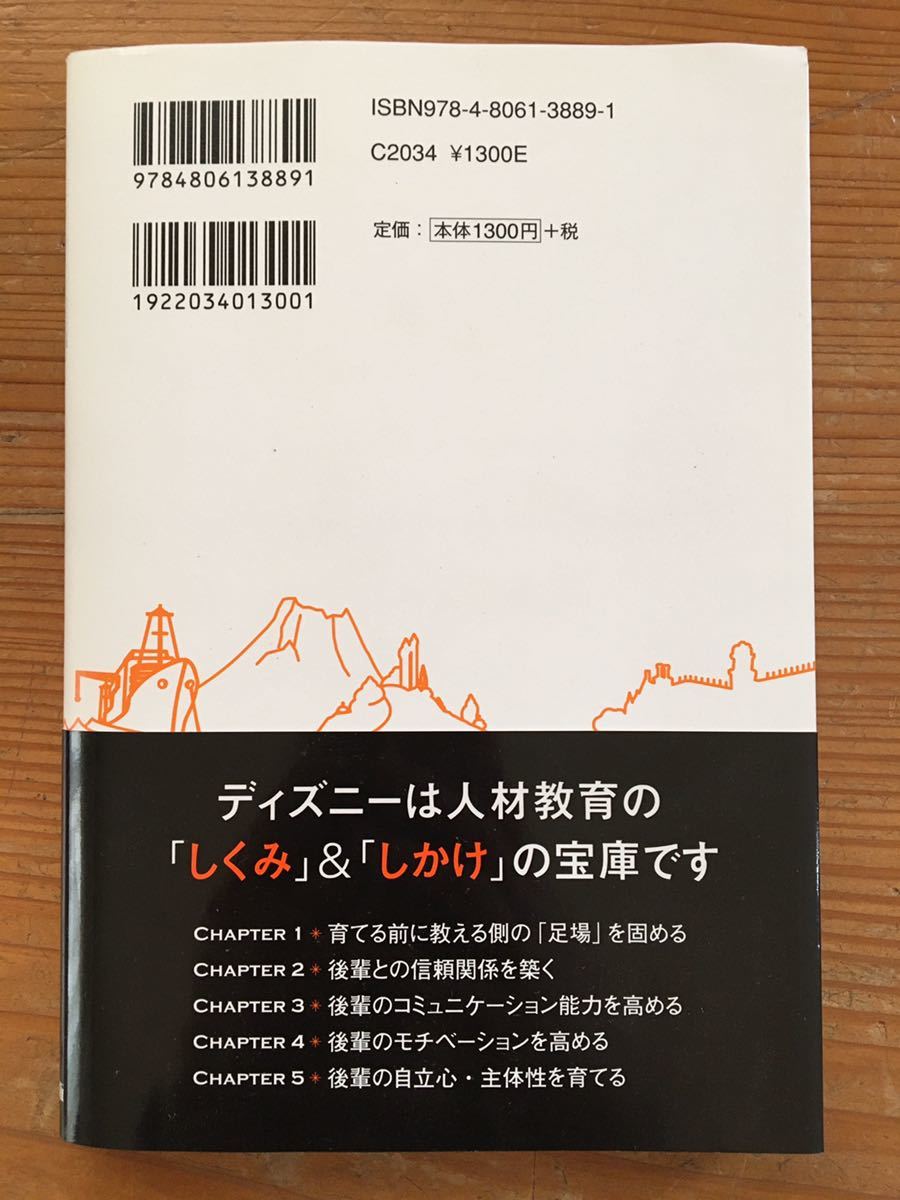 ISBN978-4-8061-3889-1
C2034 ¥1300E
9784806138891
定価：本体1300円+税
1922034013001
ディズニーは人材教育の
「しくみ」&「しかけ」の宝庫です
CHAPTER 1 * 育てる前に教える側の「足場」を固める
CHAPTER 2 * 後輩との信頼関係を築く
CHAPTER 3 * 後輩のコミュニケーション能力を高める
CHAPTER 4 * 後輩のモチベーションを高める
CHAPTER 5 * 後輩の自立心・主体性を育てる